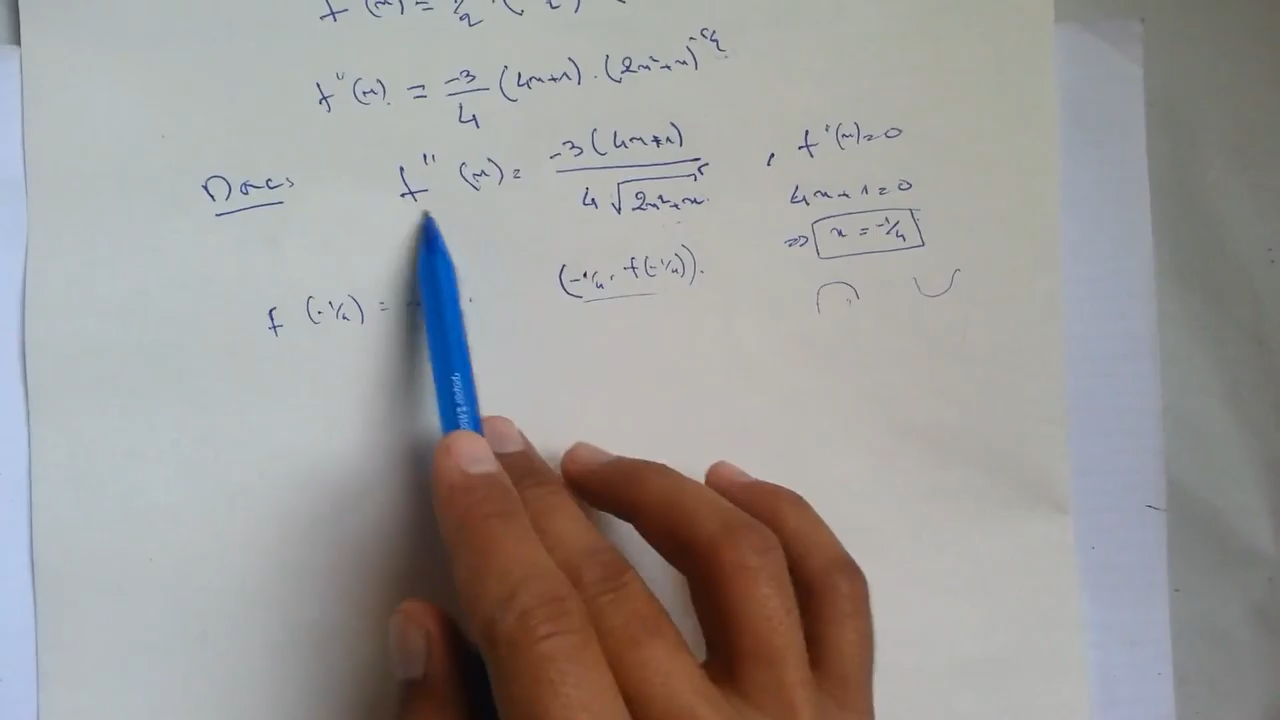 f''(x) = -3/4 (4x+1) · (2x²+x)^-5/2
Donc f''(x) = -3(4x+1) / 4√(2x²+x)⁵ , f''(x)=0
4x+1=0
=> x = -1/4
(-1/4, f(-1/4)).
f(-1/4) =